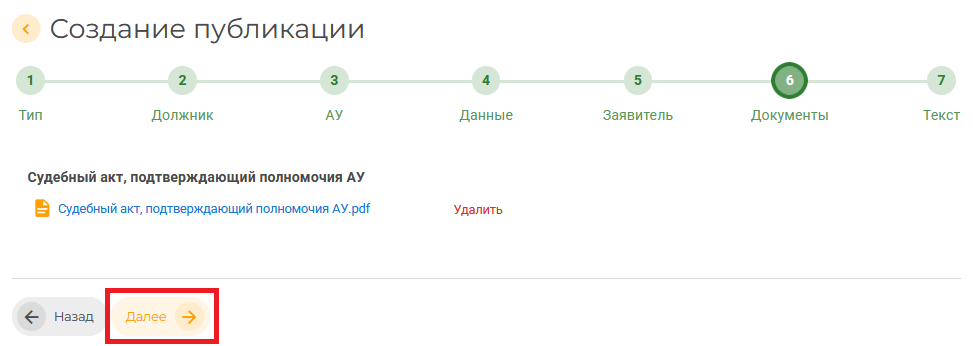 Создание публикации
1 2 3 4 5 6 7
Тип Должник АУ Данные Заявитель Документы Текст
Судебный акт, подтверждающий полномочия АУ
Судебный акт, подтверждающий полномочия АУ.pdf Удалить
Назад Далее